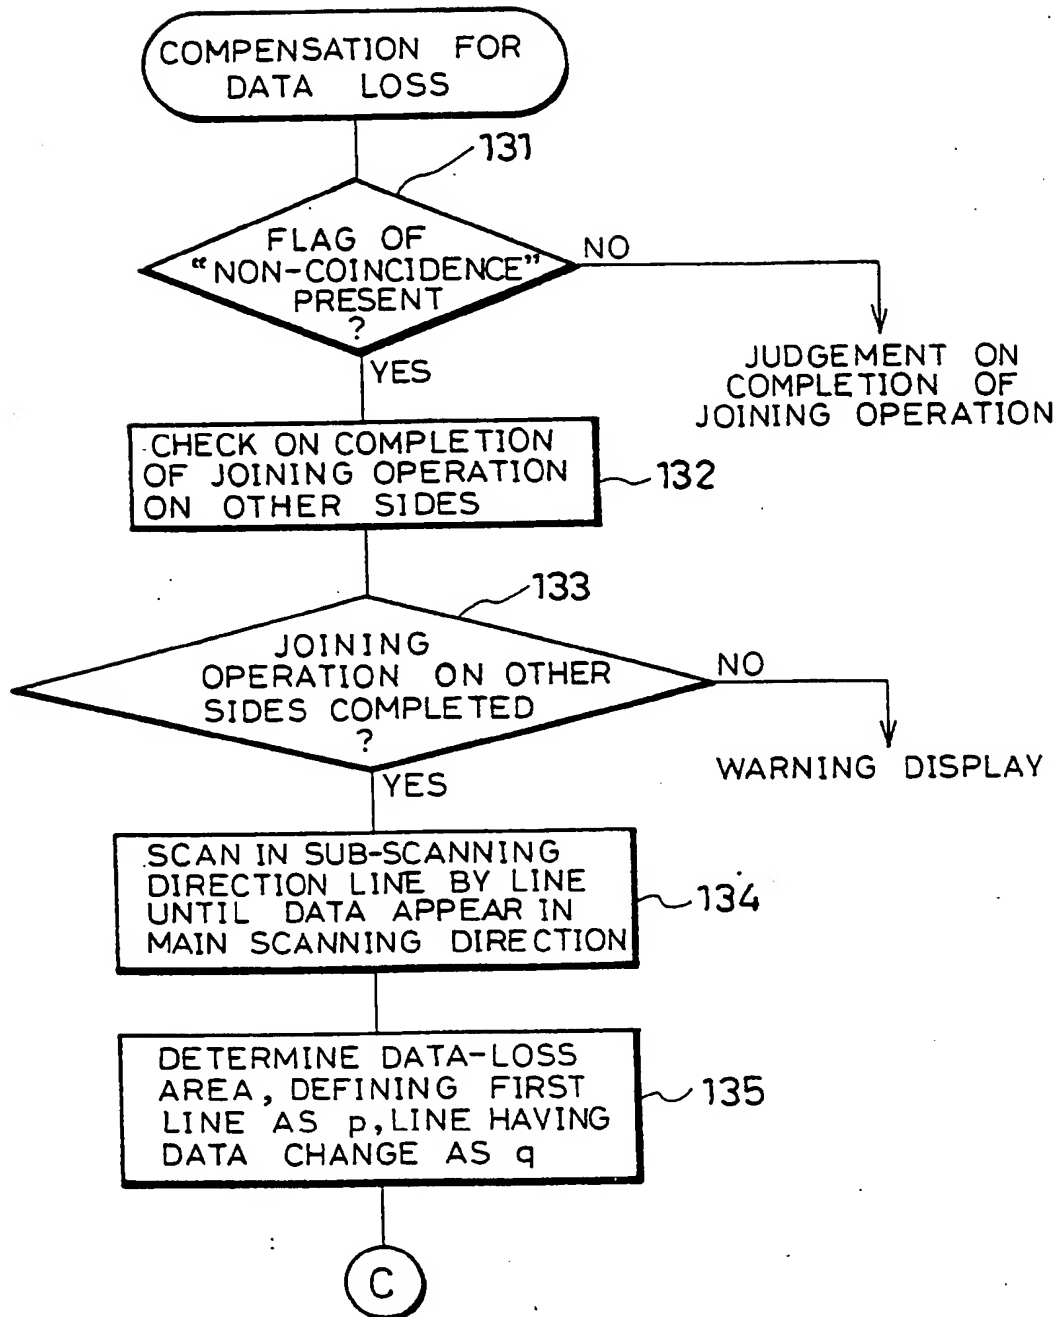 COMPENSATION FOR
DATA LOSS
131
FLAG OF
“NON-COINCIDENCE”
PRESENT
?
NO
YES
JUDGEMENT ON
COMPLETION OF
JOINING OPERATION
CHECK ON COMPLETION
OF JOINING OPERATION
ON OTHER SIDES
132
133
JOINING
OPERATION ON OTHER
SIDES COMPLETED
?
NO
YES
WARNING DISPLAY
SCAN IN SUB-SCANNING
DIRECTION LINE BY LINE
UNTIL DATA APPEAR IN
MAIN SCANNING DIRECTION
134
DETERMINE DATA-LOSS
AREA, DEFINING FIRST
LINE AS p, LINE HAVING
DATA CHANGE AS q
135
C